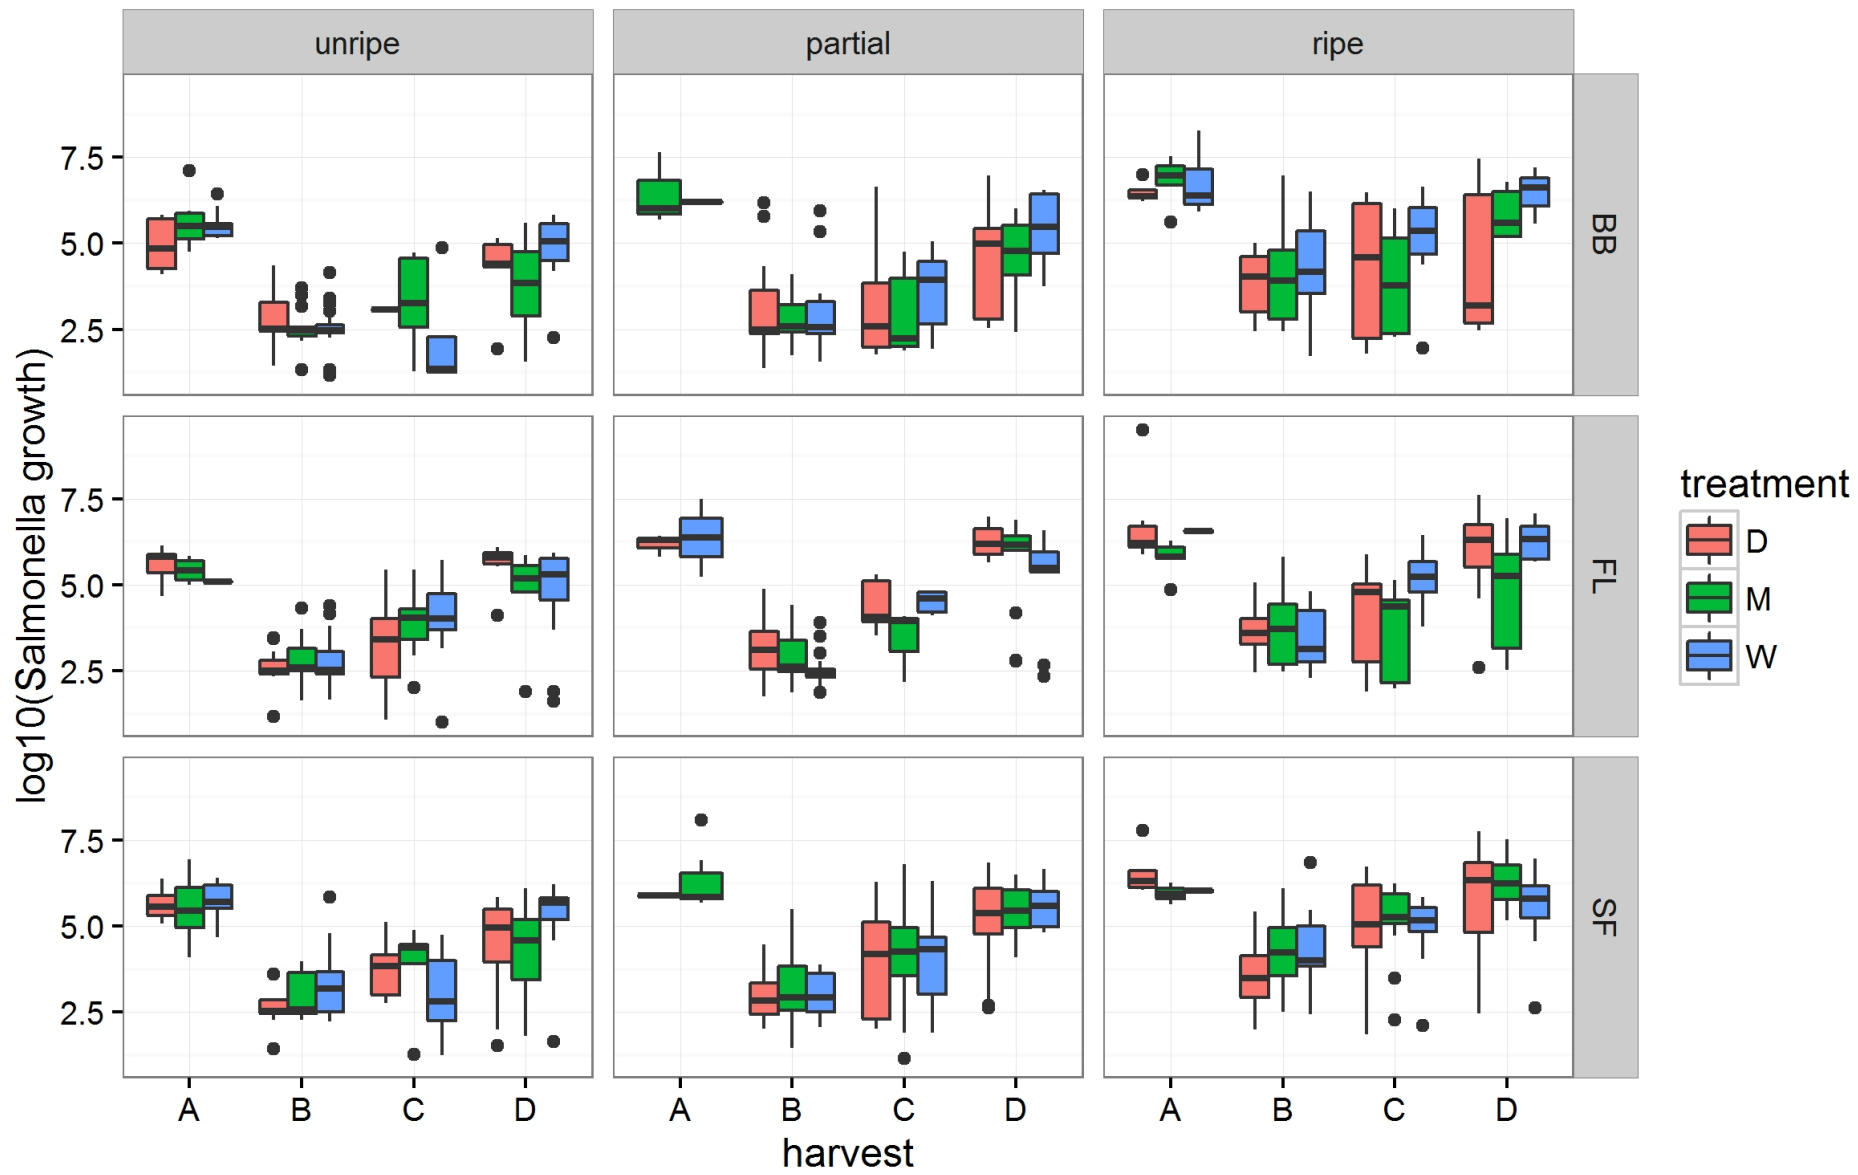 unripe partial ripe
7.5
5.0
2.5
BB
7.5
5.0
2.5
FL
7.5
5.0
2.5
SF
log10(Salmonella growth)
A B C D A B C D A B C D
harvest
treatment
D
M
W